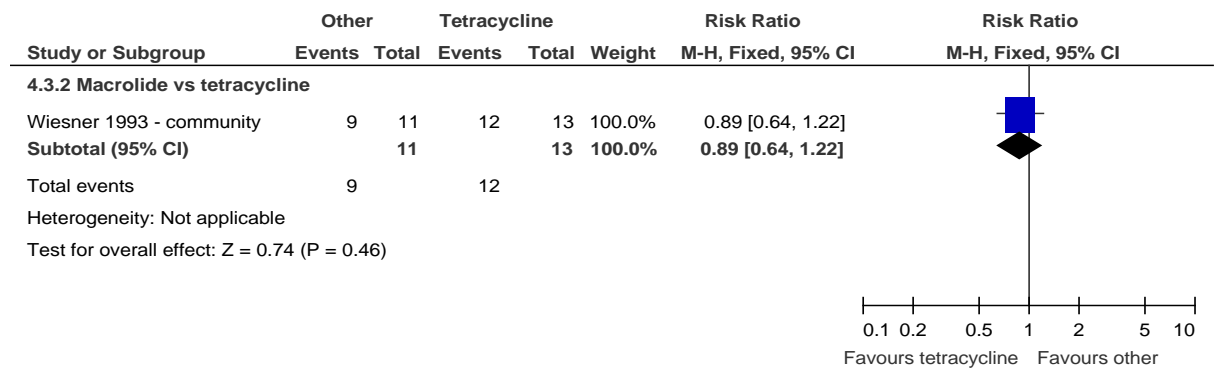 Other Tetracycline Risk Ratio Risk Ratio
Study or Subgroup Events Total Events Total Weight M-H, Fixed, 95% CI M-H, Fixed, 95% CI
4.3.2 Macrolide vs tetracycline
Wiesner 1993 - community 9 11 12 13 100.0% 0.89 [0.64, 1.22]
Subtotal (95% CI) 11 13 100.0% 0.89 [0.64, 1.22]
Total events 9 12
Heterogeneity: Not applicable
Test for overall effect: Z = 0.74 (P = 0.46)
0.1 0.2 0.5 1 2 5 10
Favours tetracycline Favours other